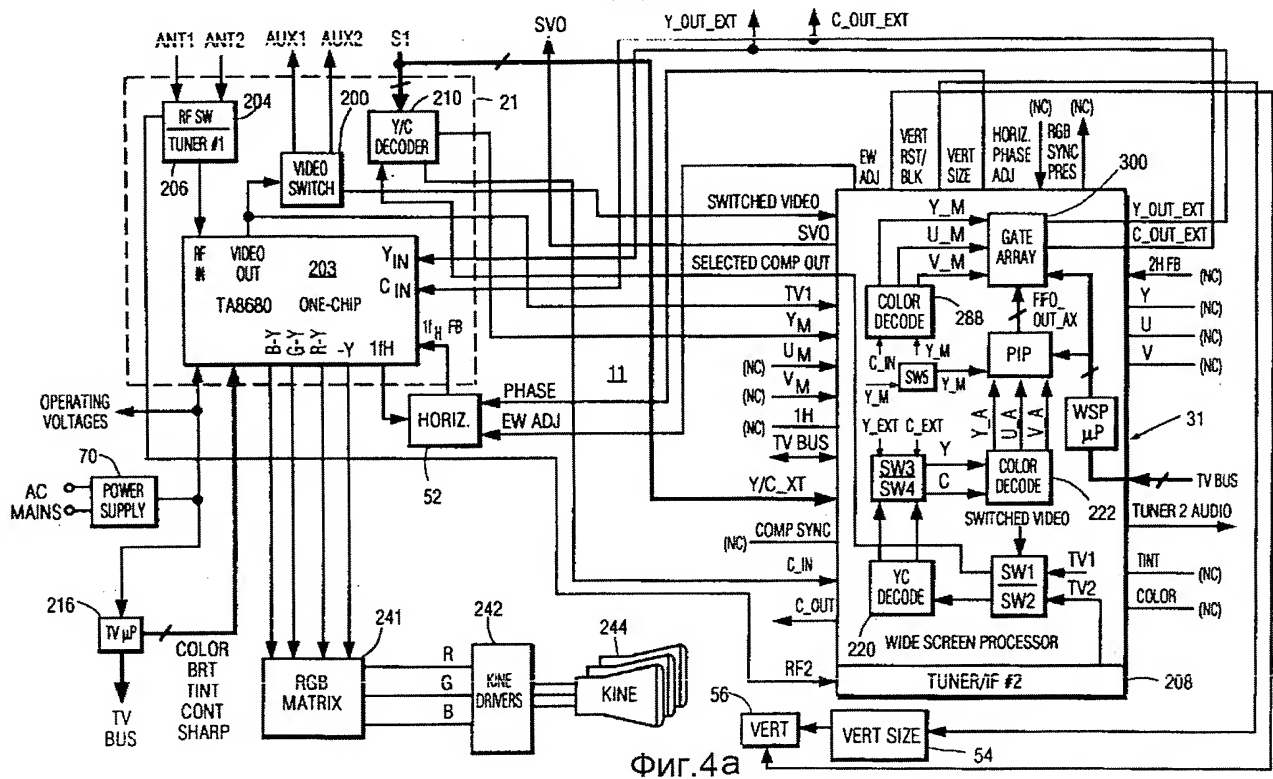 Y_OUT_EXT
C_OUT_EXT
SVO
ANT1 ANT2 AUX1 AUX2 S1
204
200
210
21
RF SW
TUNER #1
206
VIDEO SWITCH
Y/C DECODER
RF IN
VIDEO OUT
203
TA8680
ONE-CHIP
Y IN
C IN
B-Y
G-Y
R-Y
-Y
1fH
1fH FB
HORIZ.
52
PHASE
EW ADJ
11
OPERATING VOLTAGES
70
AC MAINS
POWER SUPPLY
216
TV µP
TV BUS
COLOR
BRT
TINT
CONT
SHARP
241
RGB MATRIX
R
G
B
242
KINE DRIVERS
244
KINE
EW ADJ
VERT RST/ BLK
VERT SIZE
HORIZ. PHASE ADJ
(NC)
RGB SYNC PRES
(NC)
300
SWITCHED VIDEO
SVO
SELECTED COMP OUT
TV1
YM
(NC) UM
(NC) VM
(NC) 1H
TV BUS
Y/C_XT
(NC) COMP SYNC
C_IN
C_OUT
RF2
Y_M
U_M
V_M
GATE ARRAY
COLOR DECODE
288
C_IN
Y_M
SW5
Y_M
Y_M
FIFO_ OUT_AX
PIP
WSP µP
Y_A
U_A
V_A
Y_EXT
C_EXT
SW3
SW4
Y
C
COLOR DECODE
222
SWITCHED VIDEO
SW1
SW2
TV1
TV2
YC DECODE
220
WIDE SCREEN PROCESSOR
TUNER/IF #2
208
Y_OUT_EXT
C_OUT_EXT
2H FB (NC)
Y (NC)
U (NC)
V (NC)
31
TV BUS
TUNER 2 AUDIO
TINT (NC)
COLOR (NC)
56
VERT
VERT SIZE
54
Фиг.4a